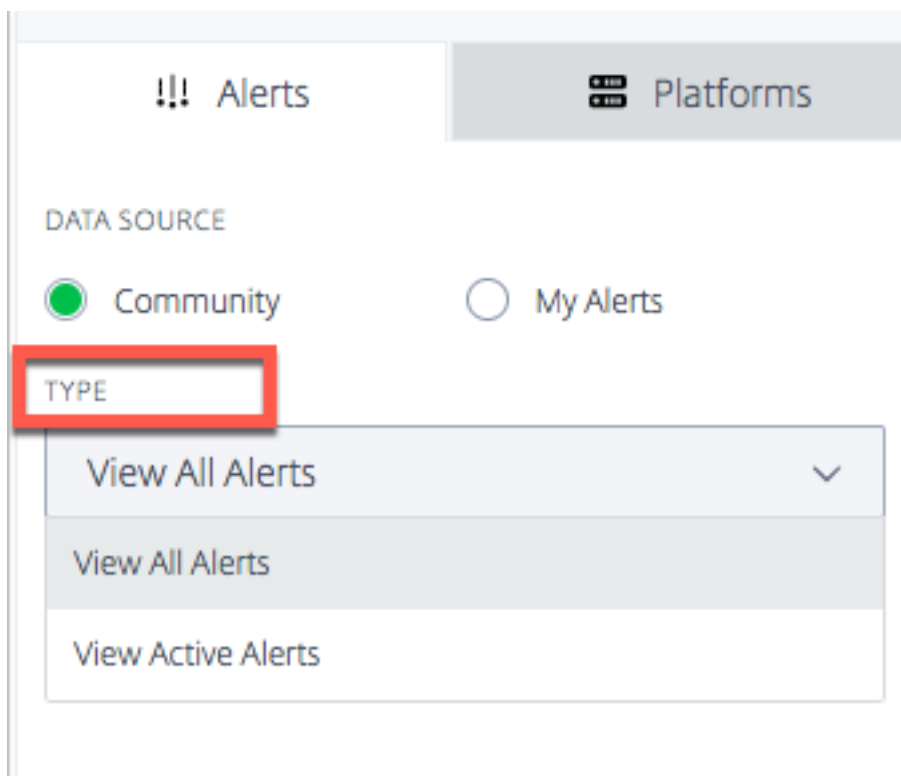 Alerts
Platforms
DATA SOURCE
Community
My Alerts
TYPE
View All Alerts
View All Alerts
View Active Alerts